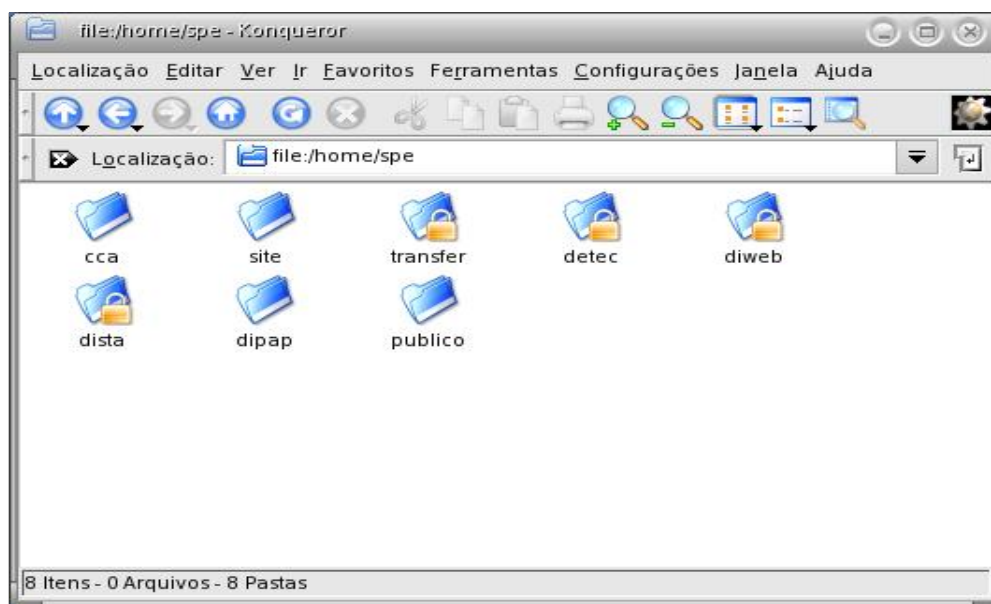 file:/home/spe - Konqueror
Localização Editar Ver Ir Favoritos Ferramentas Configurações Janela Ajuda
Localização: file:/home/spe
cca site transfer detec diweb
dista dipap publico
8 Itens - 0 Arquivos - 8 Pastas